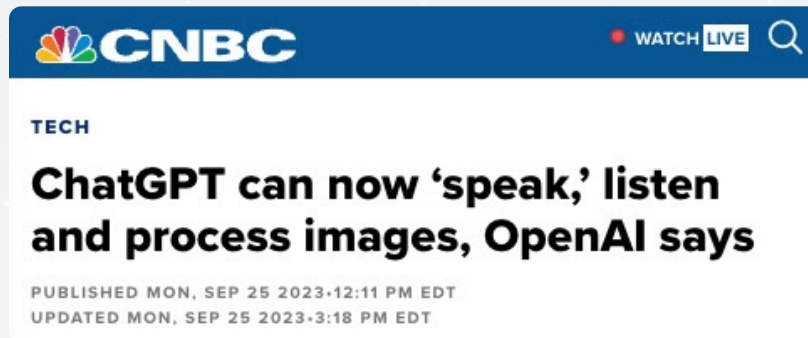 CNBC
WATCH LIVE
TECH
ChatGPT can now ‘speak,’ listen
and process images, OpenAI says
PUBLISHED MON, SEP 25 2023•12:11 PM EDT
UPDATED MON, SEP 25 2023•3:18 PM EDT